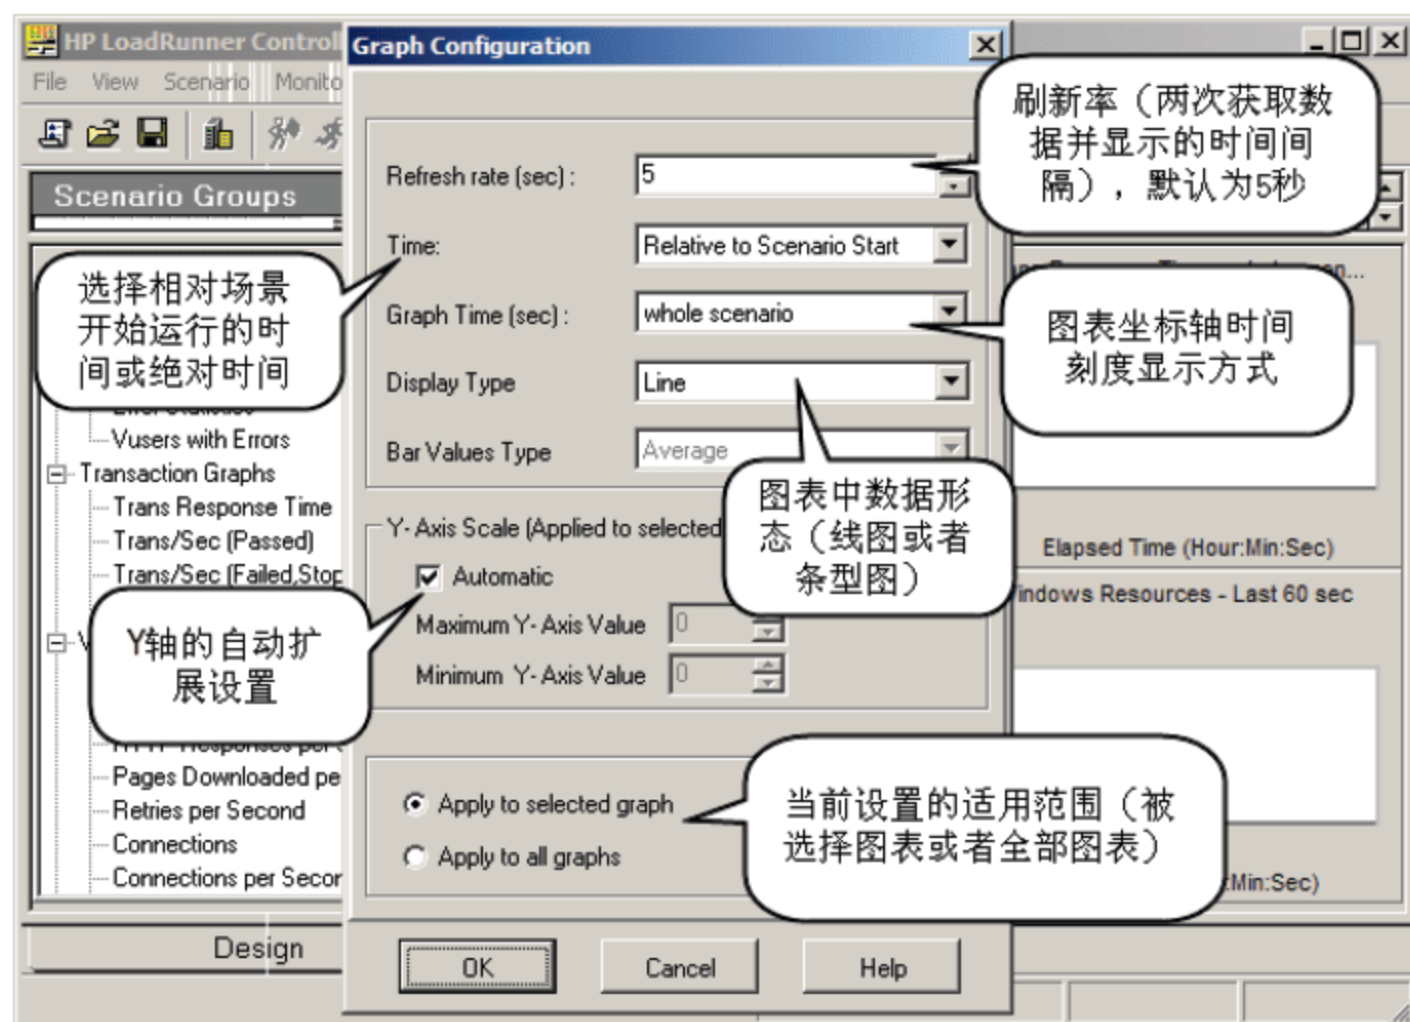 HP LoadRunner Controll
Graph Configuration
File View Scenario Monito
刷新率（两次获取数
据并显示的时间间
隔），默认为5秒
Refresh rate (sec) :
5
Scenario Groups
Time:
Relative to Scenario Start
选择相对场景
开始运行的时
间或绝对时间
Graph Time (sec) :
whole scenario
图表坐标轴时间
刻度显示方式
Display Type
Line
Vusers with Errors
Bar Values Type
Average
Transaction Graphs
Trans Response Time
Trans/Sec (Passed)
Trans/Sec (Failed,Stop
图表中数据形
态（线图或者
条型图）
Y- Axis Scale (Applied to selected
Elapsed Time (Hour:Min:Sec)
Automatic
indows Resources - Last 60 sec
Maximum Y- Axis Value
0
Minimum Y- Axis Value
0
Y轴的自动扩
展设置
Pages Downloaded pe
Retries per Second
Connections
Connections per Secor
Apply to selected graph
Apply to all graphs
当前设置的适用范围（被
选择图表或者全部图表）
:Min:Sec)
Design
OK
Cancel
Help